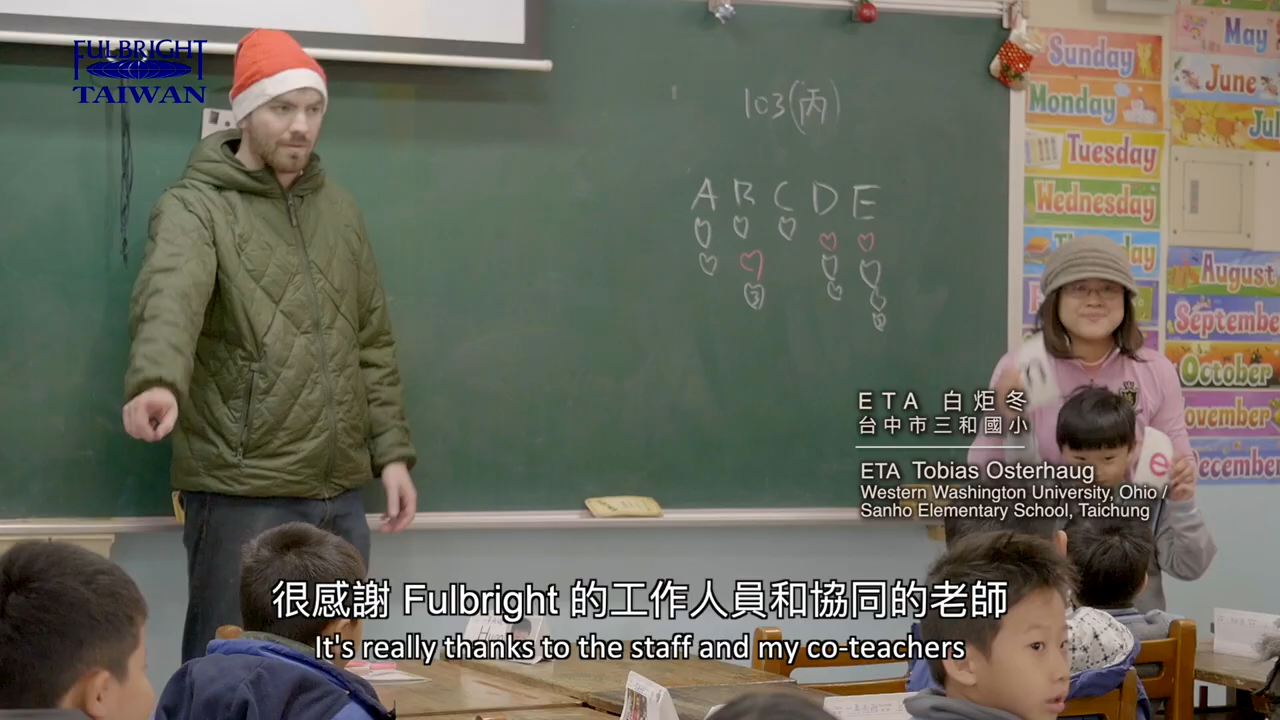 FULBRIGHT
TAIWAN
103(丙)
A B C D E
Sunday
Monday
Tuesday
Wednesday
May
June
August
October
ETA 白炬冬
台中市三和國小
ETA Tobias Osterhaug
Western Washington University, Ohio /
Sanho Elementary School, Taichung
很感謝 Fulbright 的工作人員和協同的老師
It's really thanks to the staff and my co-teachers